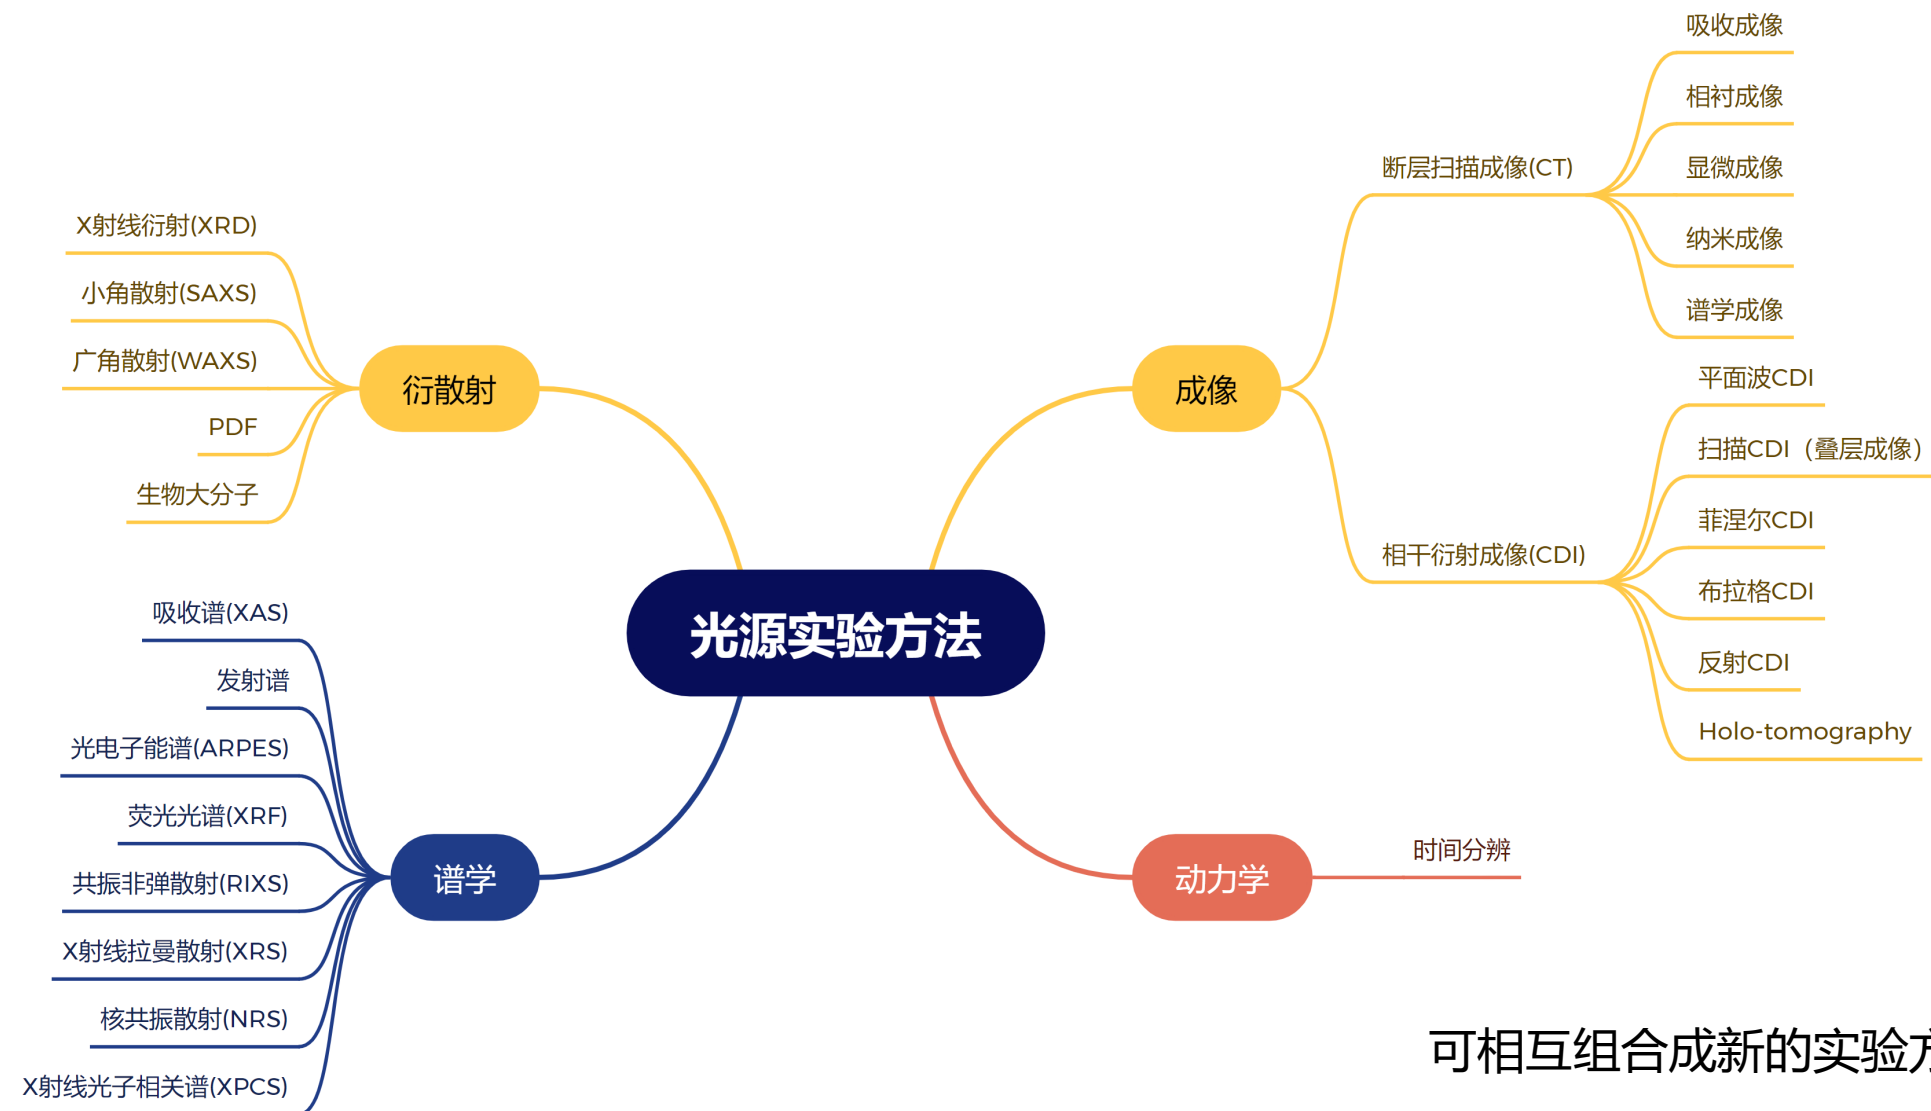 光源实验方法
衍散射
X射线衍射(XRD)
小角散射(SAXS)
广角散射(WAXS)
PDF
生物大分子
谱学
吸收谱(XAS)
发射谱
光电子能谱(ARPES)
荧光光谱(XRF)
共振非弹散射(RIXS)
X射线拉曼散射(XRS)
核共振散射(NRS)
X射线光子相关谱(XPCS)
成像
断层扫描成像(CT)
吸收成像
相衬成像
显微成像
纳米成像
谱学成像
相干衍射成像(CDI)
平面波CDI
扫描CDI（叠层成像）
菲涅尔CDI
布拉格CDI
反射CDI
Holo-tomography
动力学
时间分辨
可相互组合成新的实验方